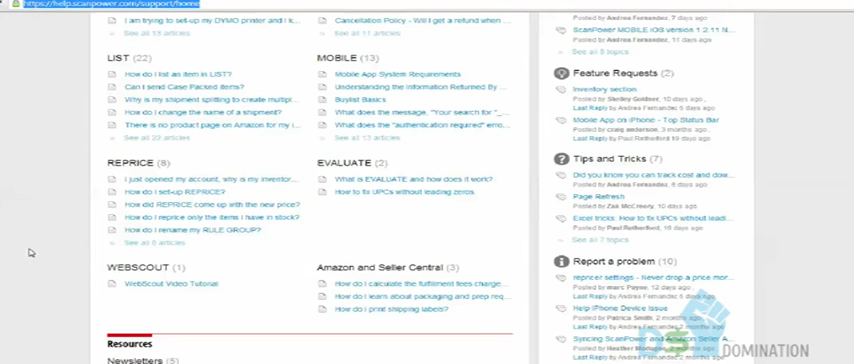 https://help.scanpower.com/support/home
I am trying to set-up my DYMO printer and I k...
See all 13 articles
Cancellation Policy - Will I get a refund when ...
See all 11 articles
LIST (22)
How do I list an item in LIST?
Can I send Case Packed items?
Why is my shipment splitting to create multipl...
How do I change the name of a shipment?
There is no product page on Amazon for my i...
See all 22 articles
MOBILE (13)
Mobile App System Requirements
Understanding the Information Returned By ...
Buylist Basics
What does the message, "Your search for "_...
What does the "authentication required" erro...
See all 13 articles
REPRICE (8)
I just opened my account, why is my inventor...
How do I set-up REPRICE?
How did REPRICE come up with the new price?
How do I reprice only the items I have in stock?
How do I rename my RULE GROUP?
See all 8 articles
EVALUATE (2)
What is EVALUATE and how does it work?
How to fix UPCs without leading zeros
WEBSCOUT (1)
WebScout Video Tutorial
Amazon and Seller Central (3)
How do I calculate the fulfillment fees charge...
How do I learn about packaging and prep req...
How do I print shipping labels?
Resources
Newsletters (5)
Posted by Andrea Fernandez, 7 days ago
ScanPower MOBILE iOS version 1.2.11 N...
Posted by Andrea Fernandez, 11 days ago
See all 8 topics
Feature Requests (2)
Inventory section
Posted by Shelley Goldner, 10 days ago ,
Last Reply by Andrea Fernandez 6 days ago
Mobile App on iPhone - Top Status Bar
Posted by craig anderson, 13 days ago ,
Last Reply by Paul Retherford 19 days ago
Tips and Tricks (7)
Did you know you can track cost and dow...
Posted by Andrea Fernandez, 6 days ago
Page Refresh
Posted by Zak McCreery, 10 days ago
Excel tricks: How to fix UPCs without leadi...
Posted by Paul Retherford, 16 days ago
See all 7 topics
Report a problem (10)
repricer settings - Never drop a price mor...
Posted by marc Payne, 12 days ago ,
Last Reply by Andrea Fernandez
Help iPhone Device issue
Posted by Patricia Smith, 2 months ago ,
Last Reply by Andrea Fernandez
Syncing ScanPower and Amazon Seller A...
Posted by Heather
Last Reply by Andrea Fernandez
DOMINATION